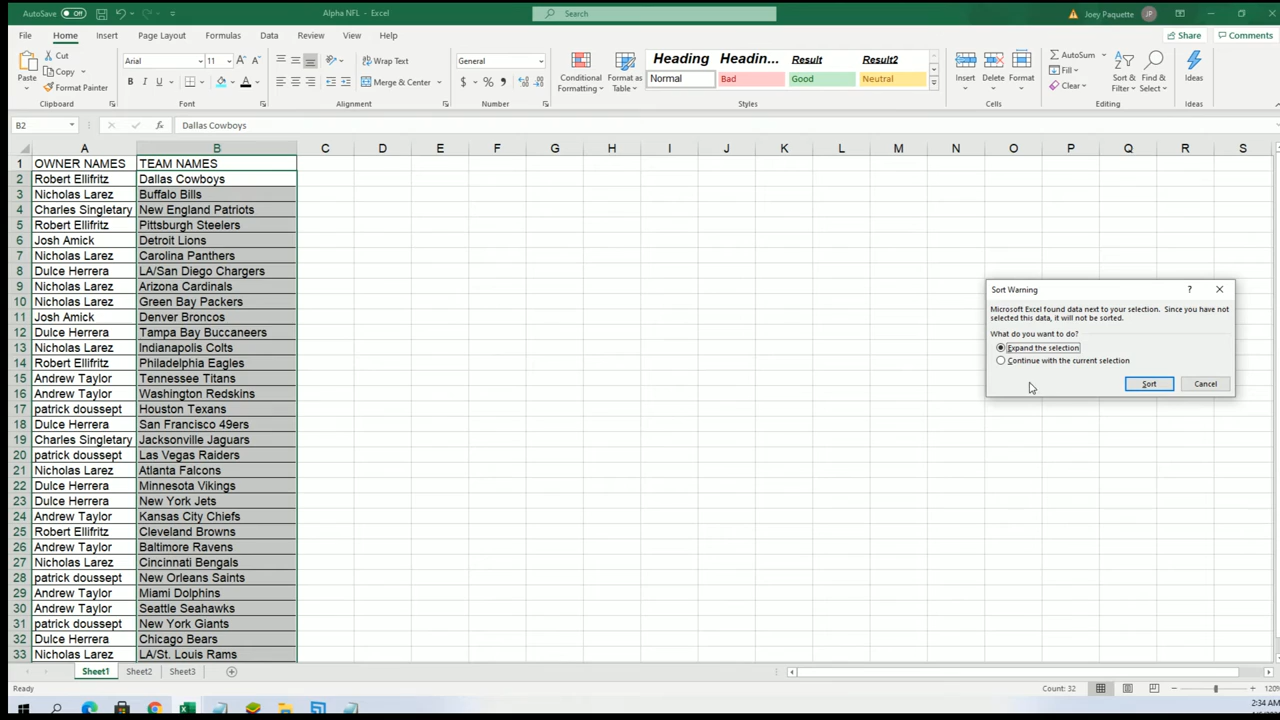 AutoSave Off Alpha NFL - Excel Search Joey Paquette JP
File Home Insert Page Layout Formulas Data Review View Help Share Comments
Paste Cut Copy Format Painter Clipboard
Arial 11 A A B I U A Font
Wrap Text Merge & Center Alignment
General $ % Number
Conditional Formatting Format as Table
Heading Headin... Result Result2
Normal Bad Good Neutral
Styles
Insert Delete Format Cells
AutoSum Fill Clear Sort & Filter Find & Select Editing
Ideas Ideas
B2 fx Dallas Cowboys
A B C D E F G H I J K L M N O P Q R S
1 OWNER NAMES TEAM NAMES
2 Robert Ellifritz Dallas Cowboys
3 Nicholas Larez Buffalo Bills
4 Charles Singletary New England Patriots
5 Robert Ellifritz Pittsburgh Steelers
6 Josh Amick Detroit Lions
7 Nicholas Larez Carolina Panthers
8 Dulce Herrera LA/San Diego Chargers
9 Nicholas Larez Arizona Cardinals
10 Nicholas Larez Green Bay Packers
11 Josh Amick Denver Broncos
12 Dulce Herrera Tampa Bay Buccaneers
13 Nicholas Larez Indianapolis Colts
14 Robert Ellifritz Philadelphia Eagles
15 Andrew Taylor Tennessee Titans
16 Andrew Taylor Washington Redskins
17 patrick doussept Houston Texans
18 Dulce Herrera San Francisco 49ers
19 Charles Singletary Jacksonville Jaguars
20 patrick doussept Las Vegas Raiders
21 Nicholas Larez Atlanta Falcons
22 Dulce Herrera Minnesota Vikings
23 Dulce Herrera New York Jets
24 Andrew Taylor Kansas City Chiefs
25 Robert Ellifritz Cleveland Browns
26 Andrew Taylor Baltimore Ravens
27 Nicholas Larez Cincinnati Bengals
28 patrick doussept New Orleans Saints
29 Andrew Taylor Miami Dolphins
30 Andrew Taylor Seattle Seahawks
31 patrick doussept New York Giants
32 Dulce Herrera Chicago Bears
33 Nicholas Larez LA/St. Louis Rams
Sort Warning ?
Microsoft Excel found data next to your selection. Since you have not
selected this data, it will not be sorted.
What do you want to do?
Expand the selection
Continue with the current selection
Sort Cancel
Sheet1 Sheet2 Sheet3
Ready Count: 32 120%
2:34 AM